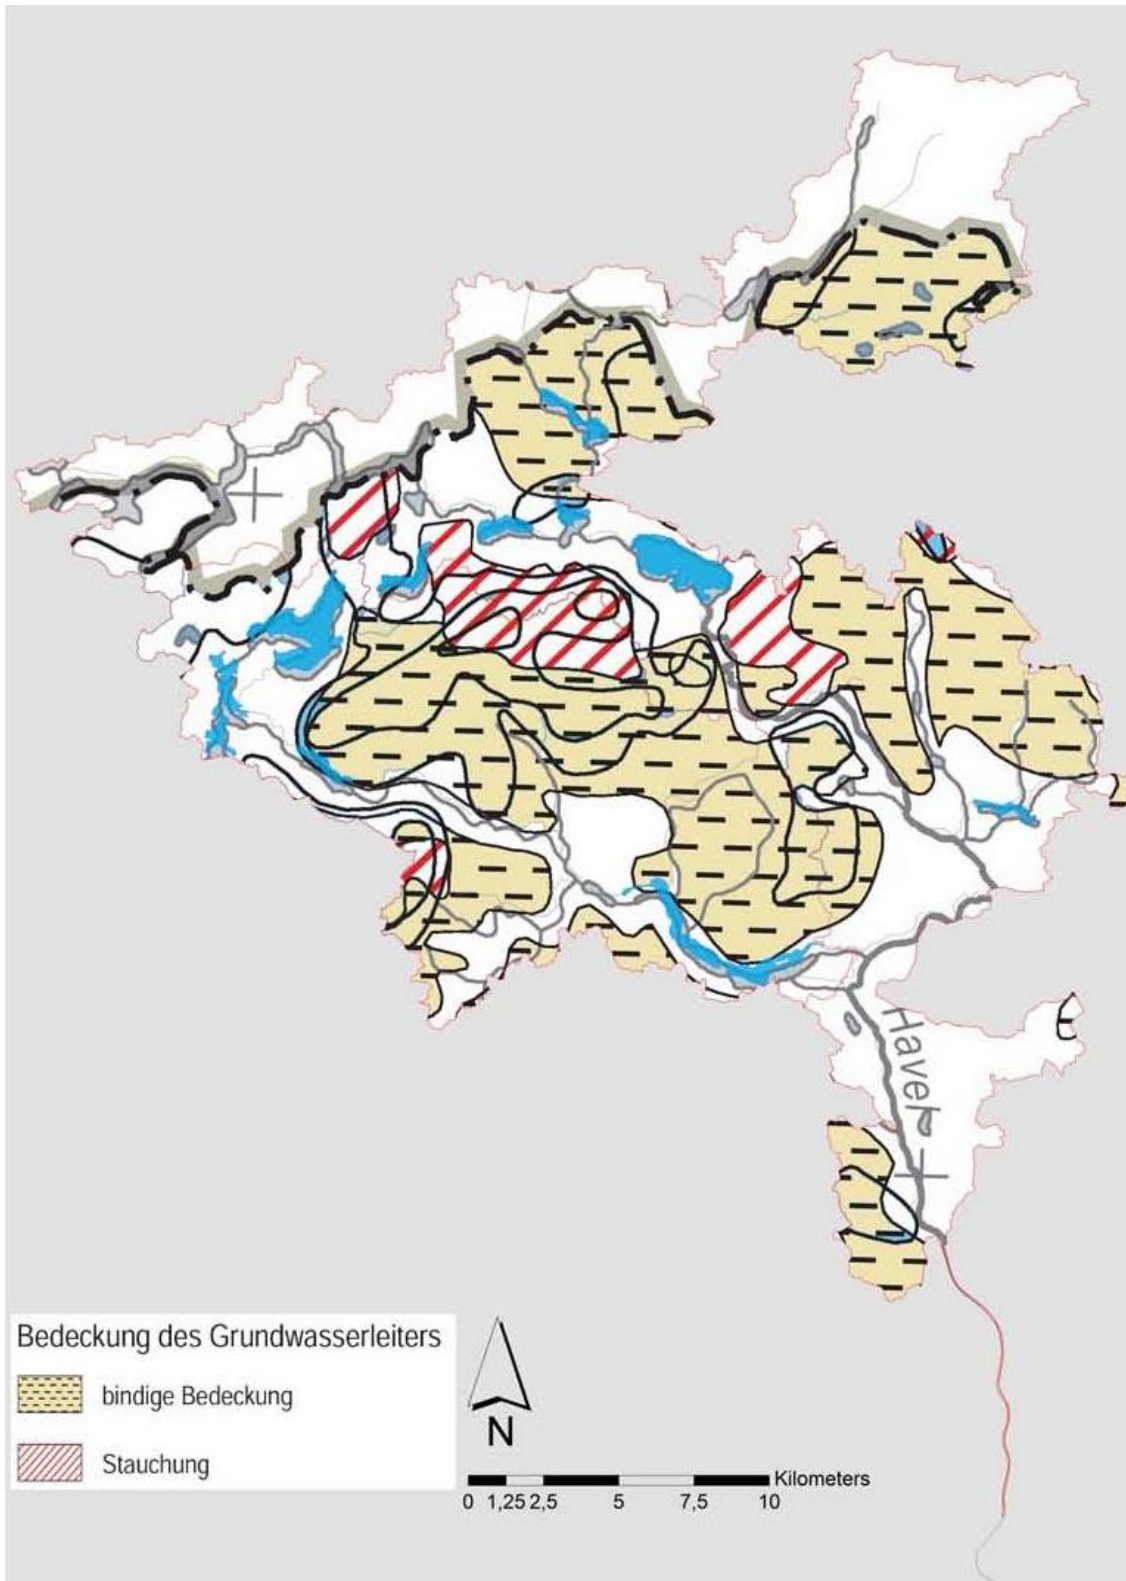 Havel
Bedeckung des Grundwasserleiters
bindige Bedeckung
Stauchung
N
Kilometers
0 1,25 2,5 5 7,5 10